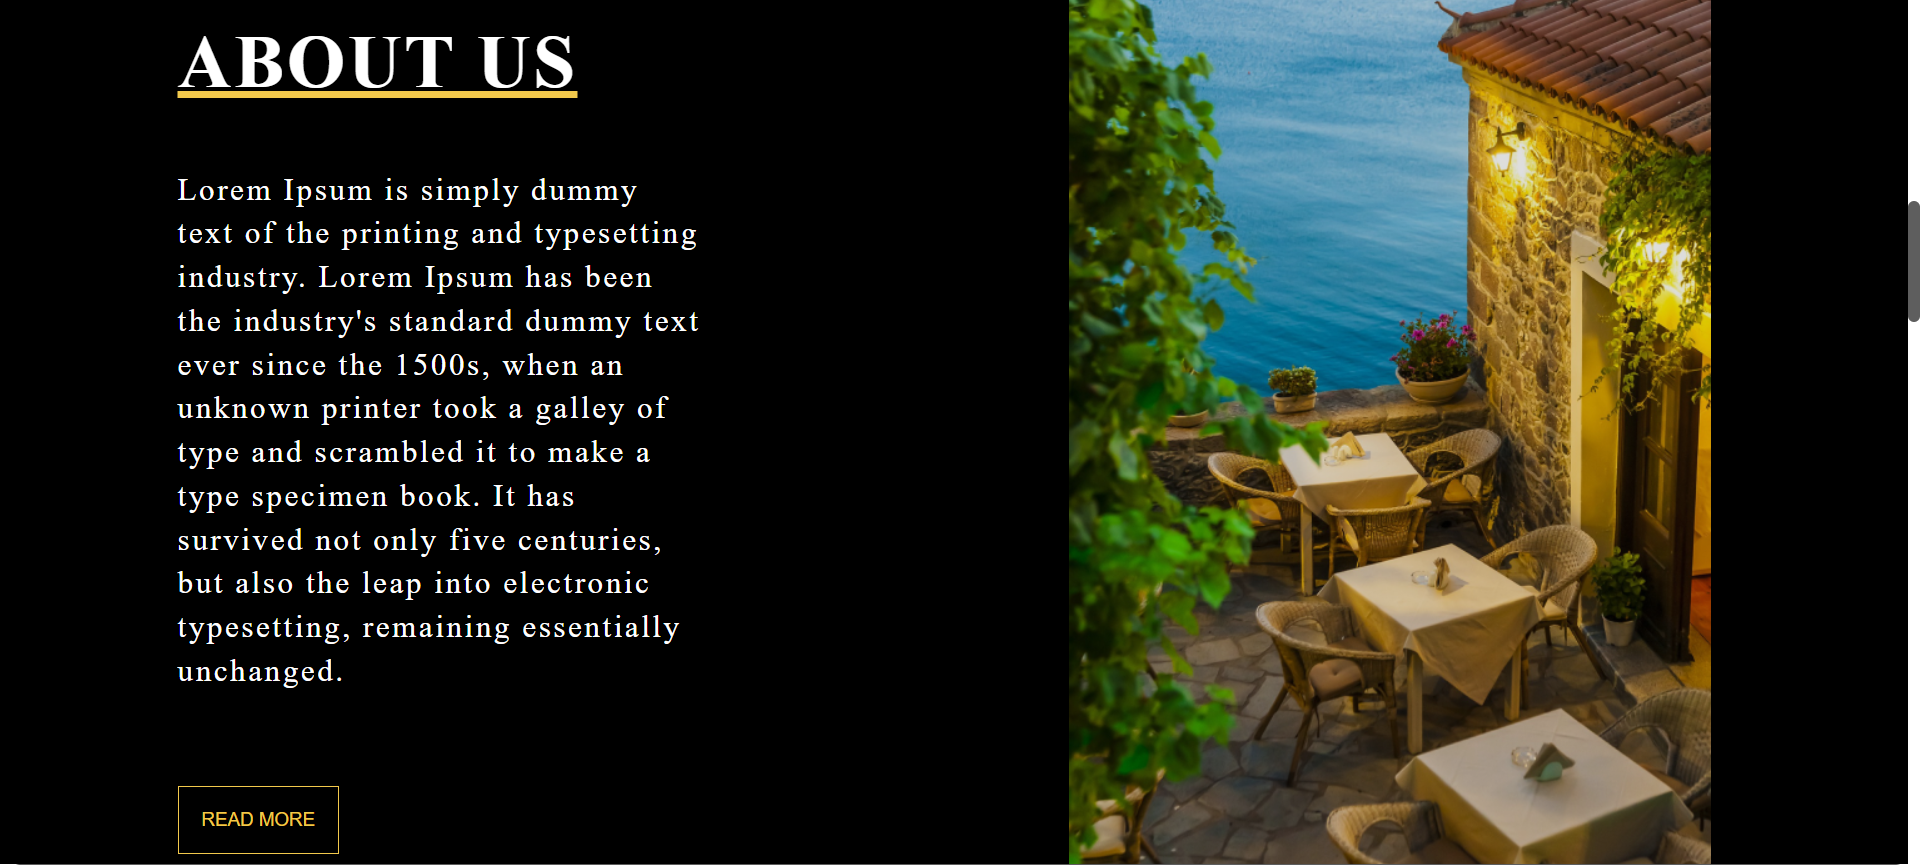 ABOUT US
Lorem Ipsum is simply dummy
text of the printing and typesetting
industry. Lorem Ipsum has been
the industry's standard dummy text
ever since the 1500s, when an
unknown printer took a galley of
type and scrambled it to make a
type specimen book. It has
survived not only five centuries,
but also the leap into electronic
typesetting, remaining essentially
unchanged.
READ MORE